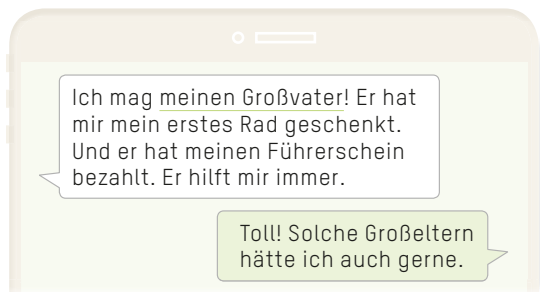 Ich mag meinen Großvater! Er hat
mir mein erstes Rad geschenkt.
Und er hat meinen Führerschein
bezahlt. Er hilft mir immer.
Toll! Solche Großeltern
hätte ich auch gerne.